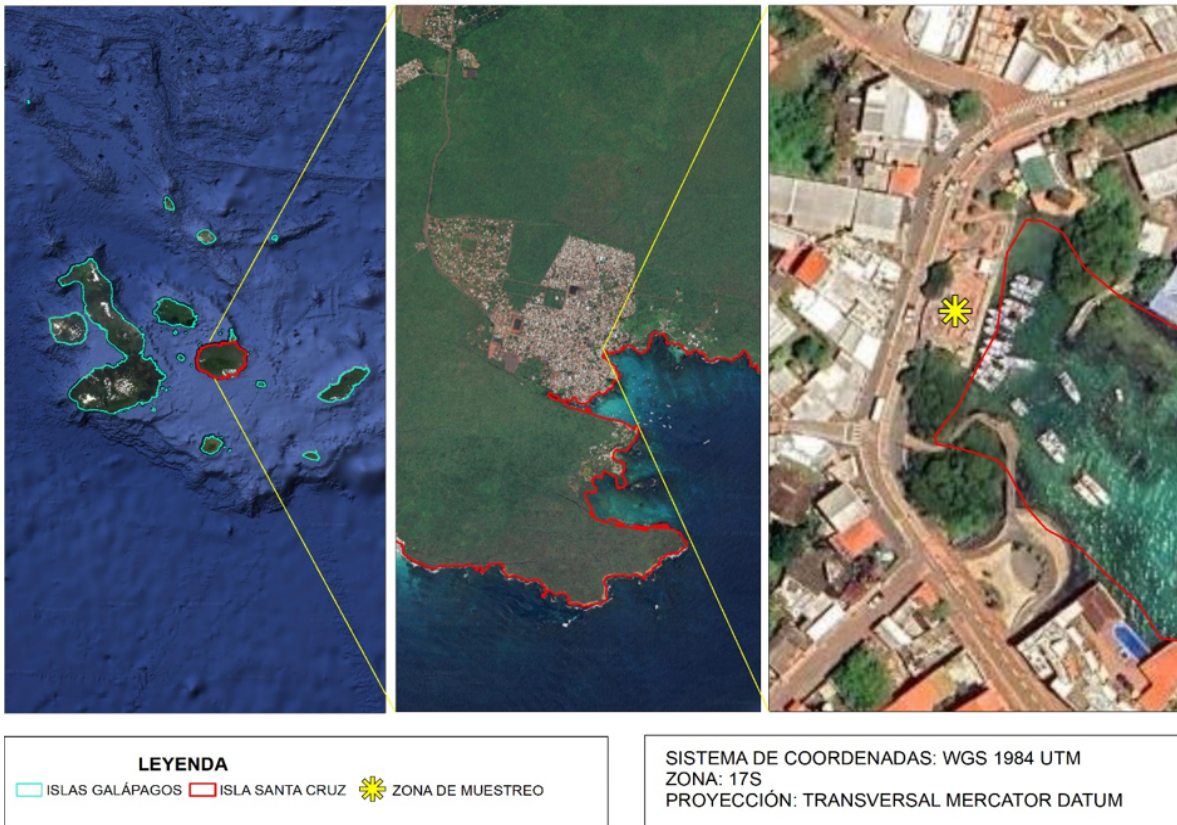 LEYENDA
ISLAS GALÁPAGOS ISLA SANTA CRUZ ZONA DE MUESTREO
SISTEMA DE COORDENADAS: WGS 1984 UTM
ZONA: 17S
PROYECCIÓN: TRANSVERSAL MERCATOR DATUM